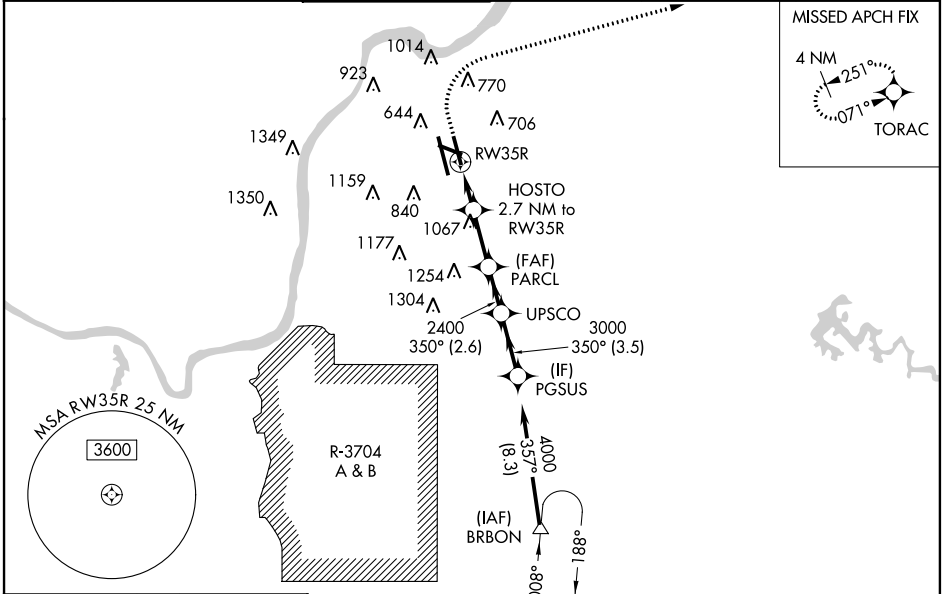 MISSED APCH FIX
4 NM
251°
071°
TORAC
1014
923
770
644
706
1349
RW35R
1159
1350
840
HOSTO
2.7 NM to
RW35R
1067
1177
(FAF)
PARCL
1254
1304
UPSCO
2400
350° (2.6)
3000
350° (3.5)
(IF)
PGSUS
MSA RW35R 25 NM
3600
R-3704
A & B
4000
357°
(8.3)
(IAF)
BRBON
188°
008°